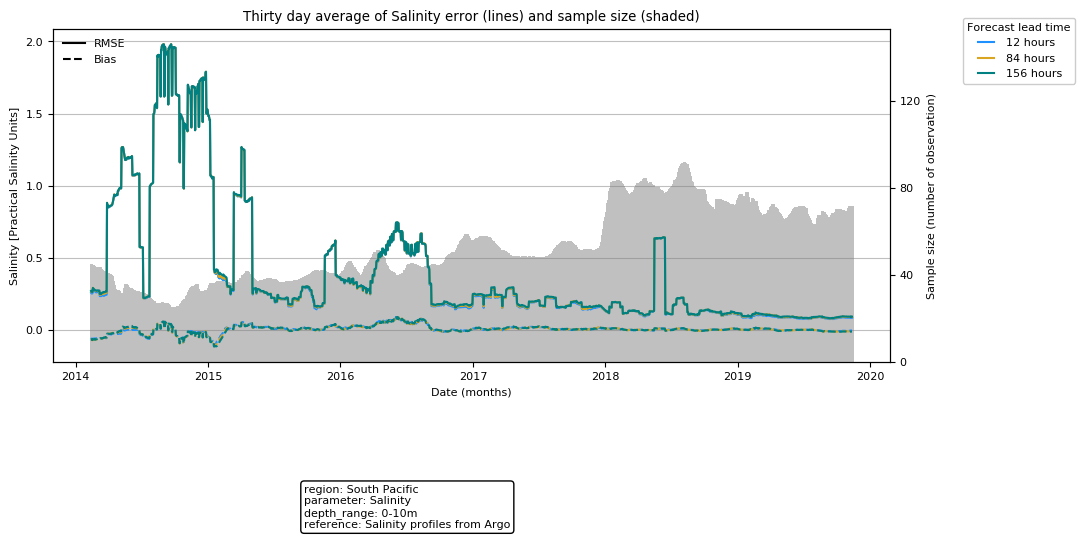 Thirty day average of Salinity error (lines) and sample size (shaded)
RMSE
Bias
Forecast lead time
12 hours
84 hours
156 hours
Salinity [Practical Salinity Units]
2.0
1.5
1.0
0.5
0.0
Sample size (number of observation)
120
80
40
0
2014 2015 2016 2017 2018 2019 2020
Date (months)
region: South Pacific
parameter: Salinity
depth_range: 0-10m
reference: Salinity profiles from Argo